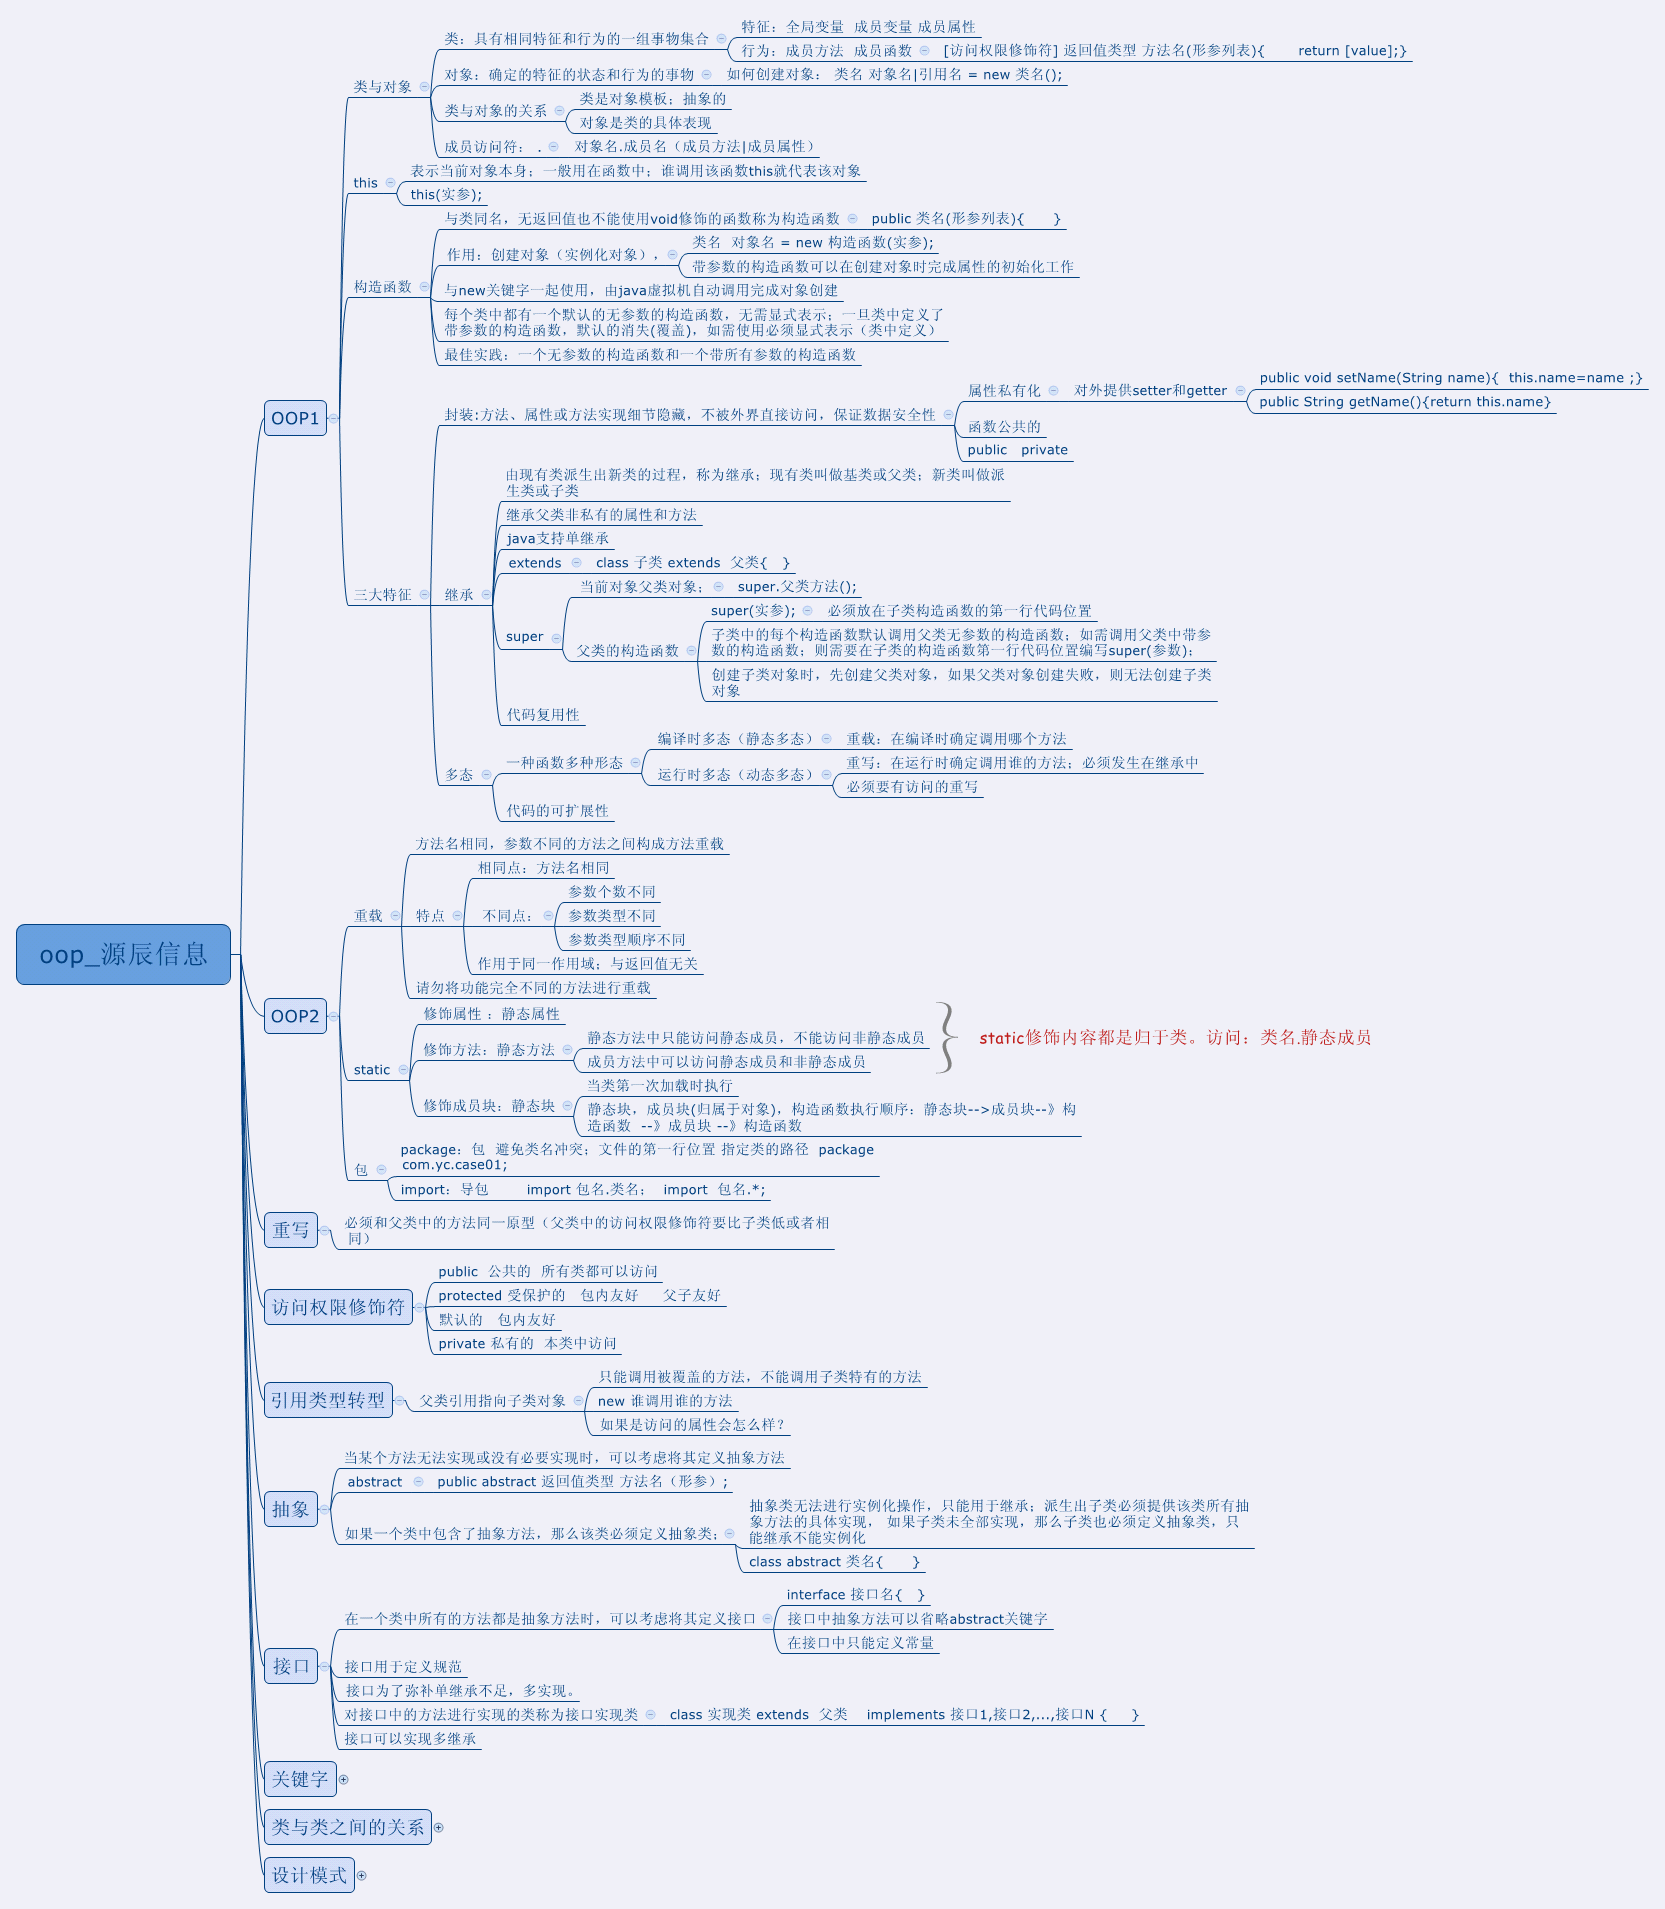 oop_源辰信息
OOP1
类与对象
类：具有相同特征和行为的一组事物集合
特征：全局变量  成员变量 成员属性
行为：成员方法  成员函数
[访问权限修饰符] 返回值类型 方法名(形参列表){       return [value];}
对象：确定的特征的状态和行为的事物
如何创建对象： 类名 对象名|引用名 = new 类名();
类与对象的关系
类是对象模板；抽象的
对象是类的具体表现
成员访问符： .
对象名.成员名（成员方法|成员属性）
this
表示当前对象本身；一般用在函数中；谁调用该函数this就代表该对象
this(实参);
构造函数
与类同名，无返回值也不能使用void修饰的函数称为构造函数
public 类名(形参列表){      }
作用：创建对象（实例化对象），
类名  对象名 = new 构造函数(实参);
带参数的构造函数可以在创建对象时完成属性的初始化工作
与new关键字一起使用，由java虚拟机自动调用完成对象创建
每个类中都有一个默认的无参数的构造函数，无需显式表示；一旦类中定义了
带参数的构造函数，默认的消失(覆盖)，如需使用必须显式表示（类中定义）
最佳实践：一个无参数的构造函数和一个带所有参数的构造函数
三大特征
封装:方法、属性或方法实现细节隐藏，不被外界直接访问，保证数据安全性
属性私有化
对外提供setter和getter
public void setName(String name){  this.name=name ;}
public String getName(){return this.name}
函数公共的
public   private
继承
由现有类派生出新类的过程，称为继承；现有类叫做基类或父类；新类叫做派
生类或子类
继承父类非私有的属性和方法
java支持单继承
extends
class 子类 extends  父类{   }
super
当前对象父类对象；
super.父类方法();
父类的构造函数
super(实参);
必须放在子类构造函数的第一行代码位置
子类中的每个构造函数默认调用父类无参数的构造函数；如需调用父类中带参
数的构造函数；则需要在子类的构造函数第一行代码位置编写super(参数)；
创建子类对象时，先创建父类对象，如果父类对象创建失败，则无法创建子类
对象
代码复用性
多态
一种函数多种形态
编译时多态（静态多态）
重载：在编译时确定调用哪个方法
运行时多态（动态多态）
重写：在运行时确定调用谁的方法；必须发生在继承中
必须要有访问的重写
代码的可扩展性
OOP2
重载
方法名相同，参数不同的方法之间构成方法重载
特点
相同点：方法名相同
不同点：
参数个数不同
参数类型不同
参数类型顺序不同
作用于同一作用域；与返回值无关
请勿将功能完全不同的方法进行重载
static
修饰属性 ：静态属性
修饰方法：静态方法
静态方法中只能访问静态成员，不能访问非静态成员
成员方法中可以访问静态成员和非静态成员
static修饰内容都是归于类。访问：类名.静态成员
修饰成员块：静态块
当类第一次加载时执行
静态块，成员块(归属于对象)，构造函数执行顺序：静态块-->成员块--》构
造函数  --》成员块 --》构造函数
包
package：包  避免类名冲突；文件的第一行位置 指定类的路径  package
com.yc.case01;
import：导包        import 包名.类名；  import  包名.*;
重写
必须和父类中的方法同一原型（父类中的访问权限修饰符要比子类低或者相
同）
访问权限修饰符
public  公共的  所有类都可以访问
protected 受保护的   包内友好     父子友好
默认的   包内友好
private 私有的  本类中访问
引用类型转型
父类引用指向子类对象
只能调用被覆盖的方法，不能调用子类特有的方法
new 谁调用谁的方法
如果是访问的属性会怎么样？
抽象
当某个方法无法实现或没有必要实现时，可以考虑将其定义抽象方法
abstract
public abstract 返回值类型 方法名（形参）;
如果一个类中包含了抽象方法，那么该类必须定义抽象类；
抽象类无法进行实例化操作，只能用于继承；派生出子类必须提供该类所有抽
象方法的具体实现， 如果子类未全部实现，那么子类也必须定义抽象类，只
能继承不能实例化
class abstract 类名{      }
接口
在一个类中所有的方法都是抽象方法时，可以考虑将其定义接口
interface 接口名{   }
接口中抽象方法可以省略abstract关键字
在接口中只能定义常量
接口用于定义规范
接口为了弥补单继承不足，多实现。
对接口中的方法进行实现的类称为接口实现类
class 实现类 extends  父类    implements 接口1,接口2,...,接口N {     }
接口可以实现多继承
关键字
类与类之间的关系
设计模式